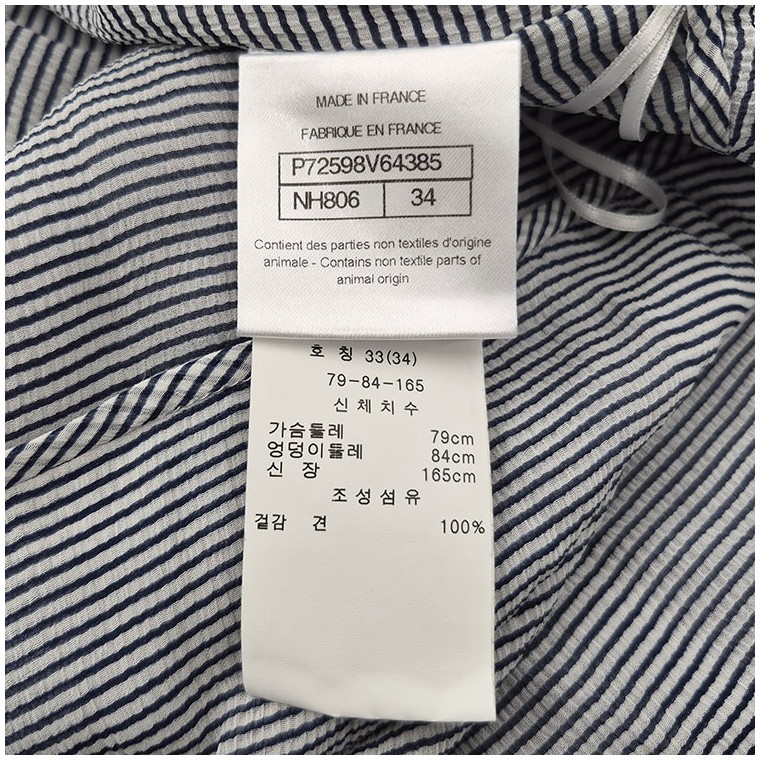 MADE IN FRANCE
FABRIQUE EN FRANCE
P72598V64385
NH806 34
Contient des parties non textiles d'origine
animale - Contains non textile parts of
animal origin
호 칭 33(34)
79-84-165
신체치수
가슴둘레 79cm
엉덩이둘레 84cm
신 장 165cm
조성섬유
겉감 견 100%